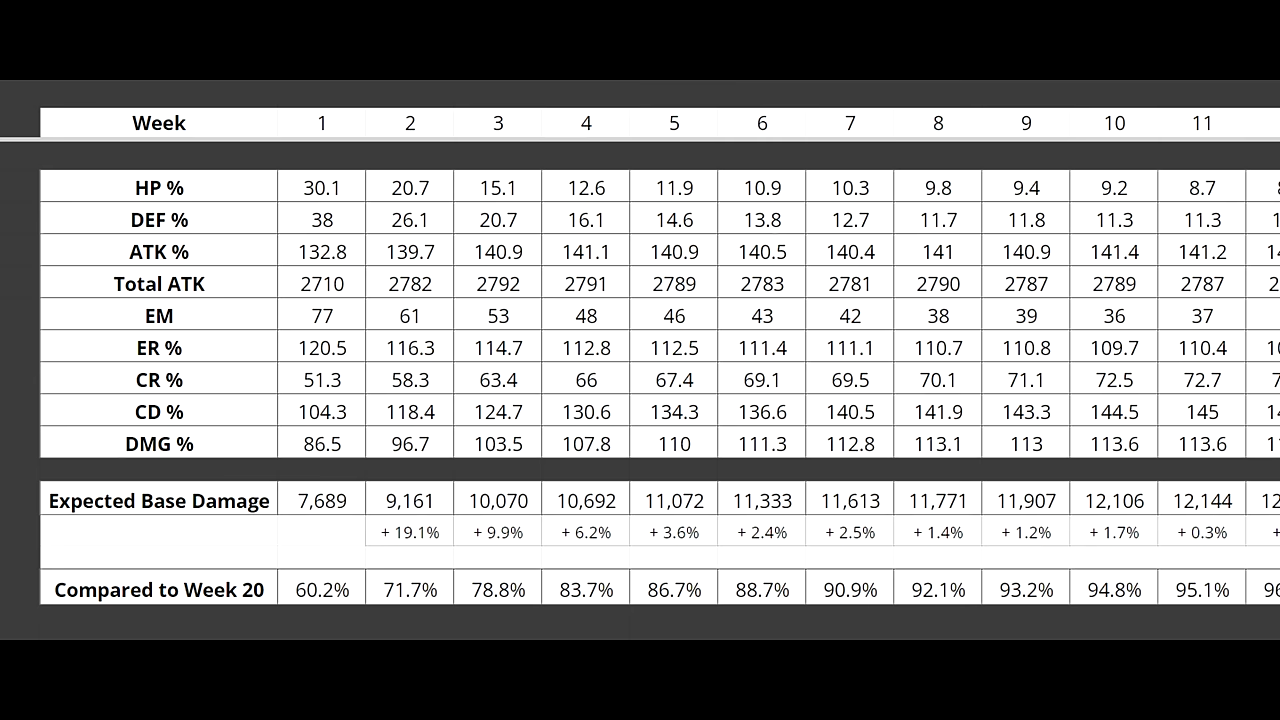 Week 1 2 3 4 5 6 7 8 9 10 11
HP % 30.1 20.7 15.1 12.6 11.9 10.9 10.3 9.8 9.4 9.2 8.7
DEF % 38 26.1 20.7 16.1 14.6 13.8 12.7 11.7 11.8 11.3 11.3
ATK % 132.8 139.7 140.9 141.1 140.9 140.5 140.4 141 140.9 141.4 141.2
Total ATK 2710 2782 2792 2791 2789 2783 2781 2790 2787 2789 2787
EM 77 61 53 48 46 43 42 38 39 36 37
ER % 120.5 116.3 114.7 112.8 112.5 111.4 111.1 110.7 110.8 109.7 110.4
CR % 51.3 58.3 63.4 66 67.4 69.1 69.5 70.1 71.1 72.5 72.7
CD % 104.3 118.4 124.7 130.6 134.3 136.6 140.5 141.9 143.3 144.5 145
DMG % 86.5 96.7 103.5 107.8 110 111.3 112.8 113.1 113 113.6 113.6
Expected Base Damage 7,689 9,161 10,070 10,692 11,072 11,333 11,613 11,771 11,907 12,106 12,144
+ 19.1% + 9.9% + 6.2% + 3.6% + 2.4% + 2.5% + 1.4% + 1.2% + 1.7% + 0.3%
Compared to Week 20 60.2% 71.7% 78.8% 83.7% 86.7% 88.7% 90.9% 92.1% 93.2% 94.8% 95.1%